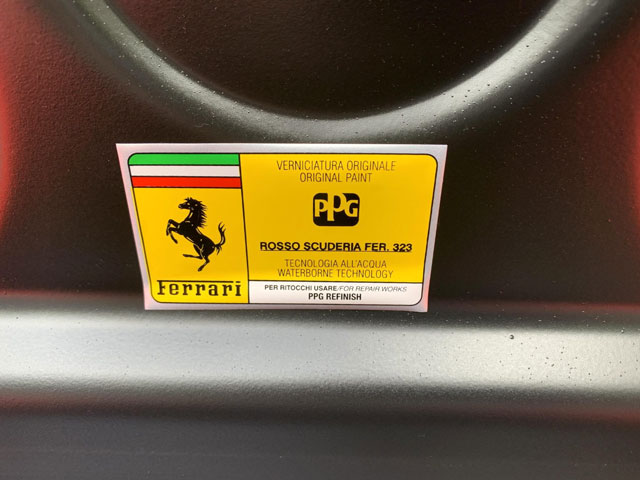 VERNICIATURA ORIGINALE
ORIGINAL PAINT
PPG
ROSSO SCUDERIA FER. 323
TECNOLOGIA ALL'ACQUA
WATERBORNE TECHNOLOGY
Ferrari
PER RITOCCHI USARE/FOR REPAIR WORKS
PPG REFINISH